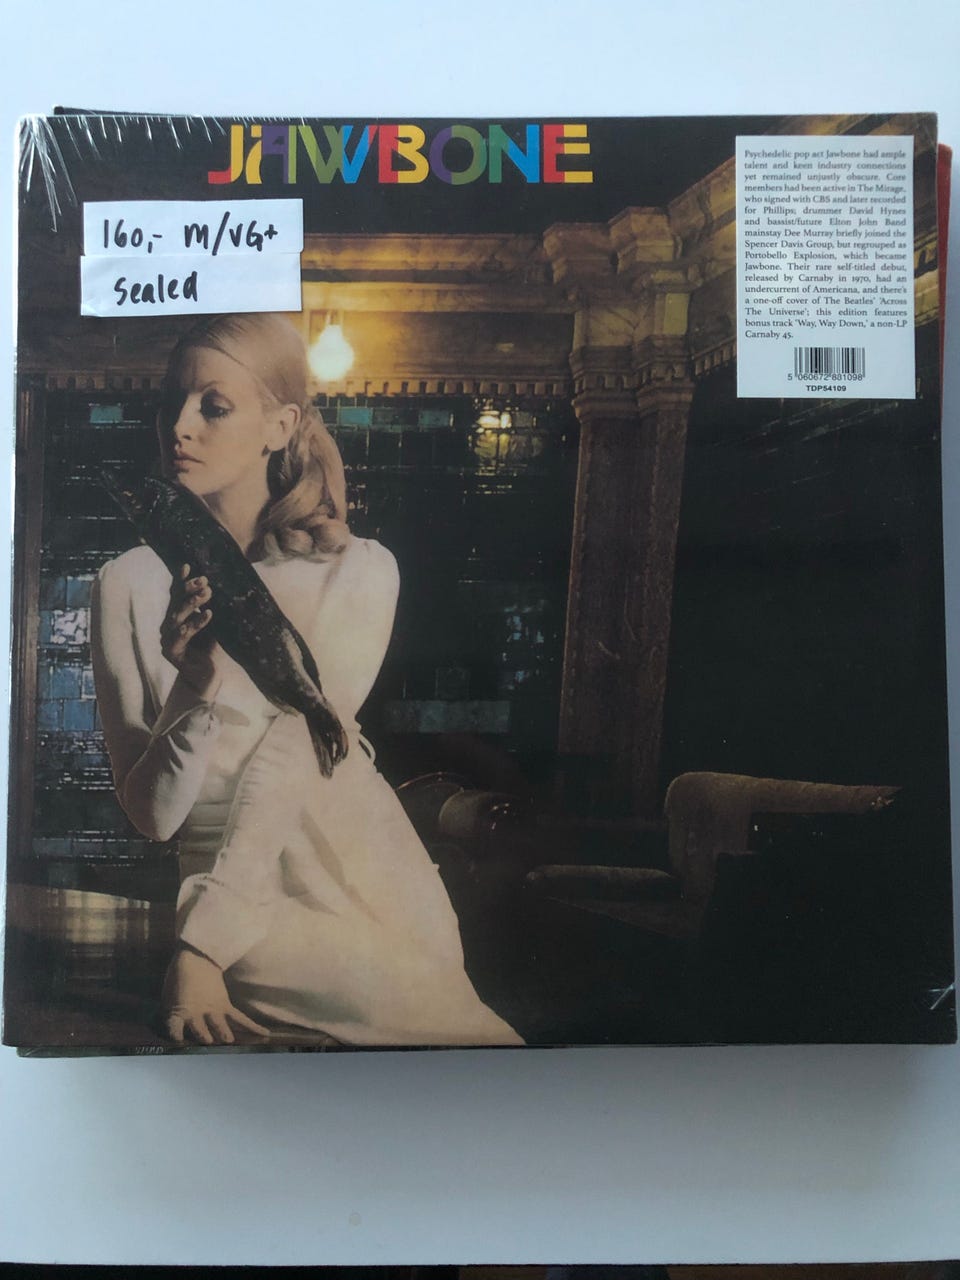 JAWBONE
160,- M/VG+
Sealed
Psychedelic pop act Jawbone had ample
talent and keen industry connections
yet remained unjustly obscure. Core
members had been active in The Mirage,
who signed with CBS and later recorded
for Phillips; drummer David Hynes
and bassist/future Elton John Band
mainstay Dee Murray briefly joined the
Spencer Davis Group, but regrouped as
Portobello Explosion, which became
Jawbone. Their rare self-titled debut,
released by Carnaby in 1970, had an
undercurrent of Americana, and there's
a one-off cover of The Beatles' 'Across
The Universe'; this edition features
bonus track 'Way, Way Down,' a non-LP
Carnaby 45.
5 060672 881098
TDP54109